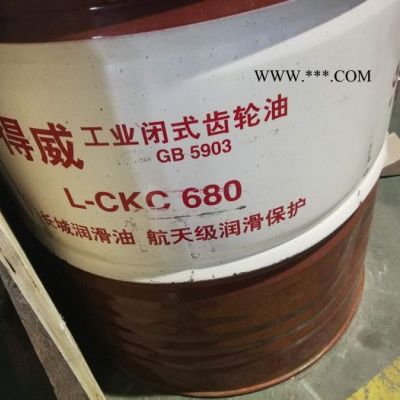 WWW.***.COM
得威 工业闭式齿轮油
GB 5903
L-CKC 680
长城润滑油 航天级润滑保护